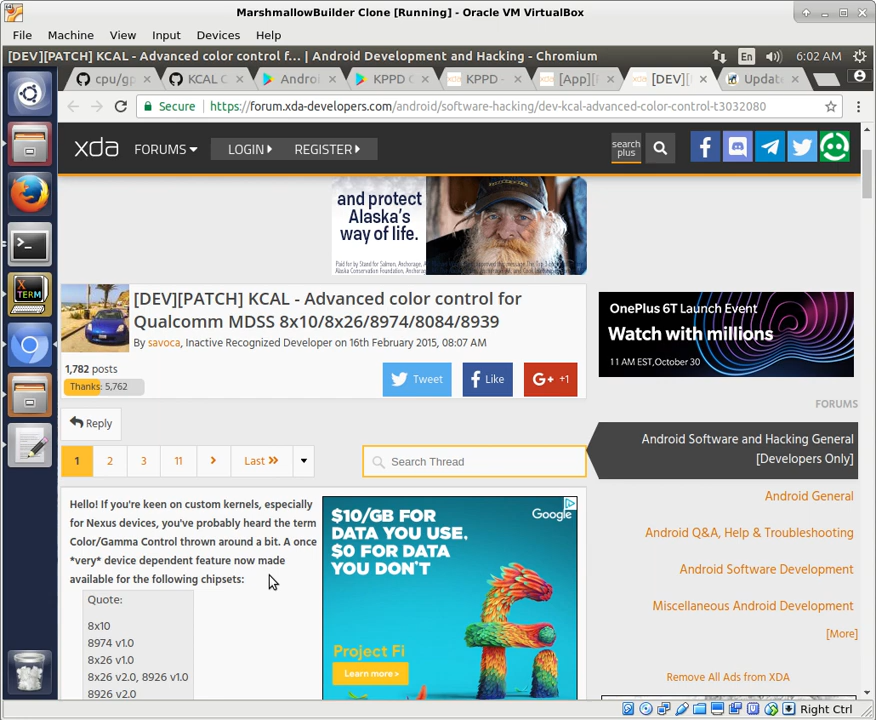 MarshmallowBuilder Clone [Running] - Oracle VM VirtualBox
File Machine View Input Devices Help
[DEV][PATCH] KCAL - Advanced color control f... | Android Development and Hacking - Chromium
En
6:02 AM
cpu/gp
KCAL C
Androi
KPPD C
KPPD -
[App][E
[DEV][
Update
Secure
https://forum.xda-developers.com/android/software-hacking/dev-kcal-advanced-color-control-t3032080
xda
FORUMS
LOGIN
REGISTER
search
plus
and protect
Alaska's
way of life.
[DEV][PATCH] KCAL - Advanced color control for
Qualcomm MDSS 8x10/8x26/8974/8084/8939
By savoca, Inactive Recognized Developer on 16th February 2015, 08:07 AM
1,782 posts
Thanks: 5,762
Tweet
Like
G+ +1
OnePlus 6T Launch Event
Watch with millions
11 AM EST,October 30
FORUMS
Reply
1 2 3 11 > Last
Search Thread
Android Software and Hacking General
[Developers Only]
Android General
Android Q&A, Help & Troubleshooting
Android Software Development
Miscellaneous Android Development
[More]
Remove All Ads from XDA
Hello! If you're keen on custom kernels, especially
for Nexus devices, you've probably heard the term
Color/Gamma Control thrown around a bit. A once
*very* device dependent feature now made
available for the following chipsets:
Quote:
8x10
8974 v1.0
8x26 v1.0
8x26 v2.0, 8926 v1.0
8926 v2.0
$10/GB FOR
DATA YOU USE,
$0 FOR DATA
YOU DON'T
Google
Project Fi
Learn more >
Right Ctrl